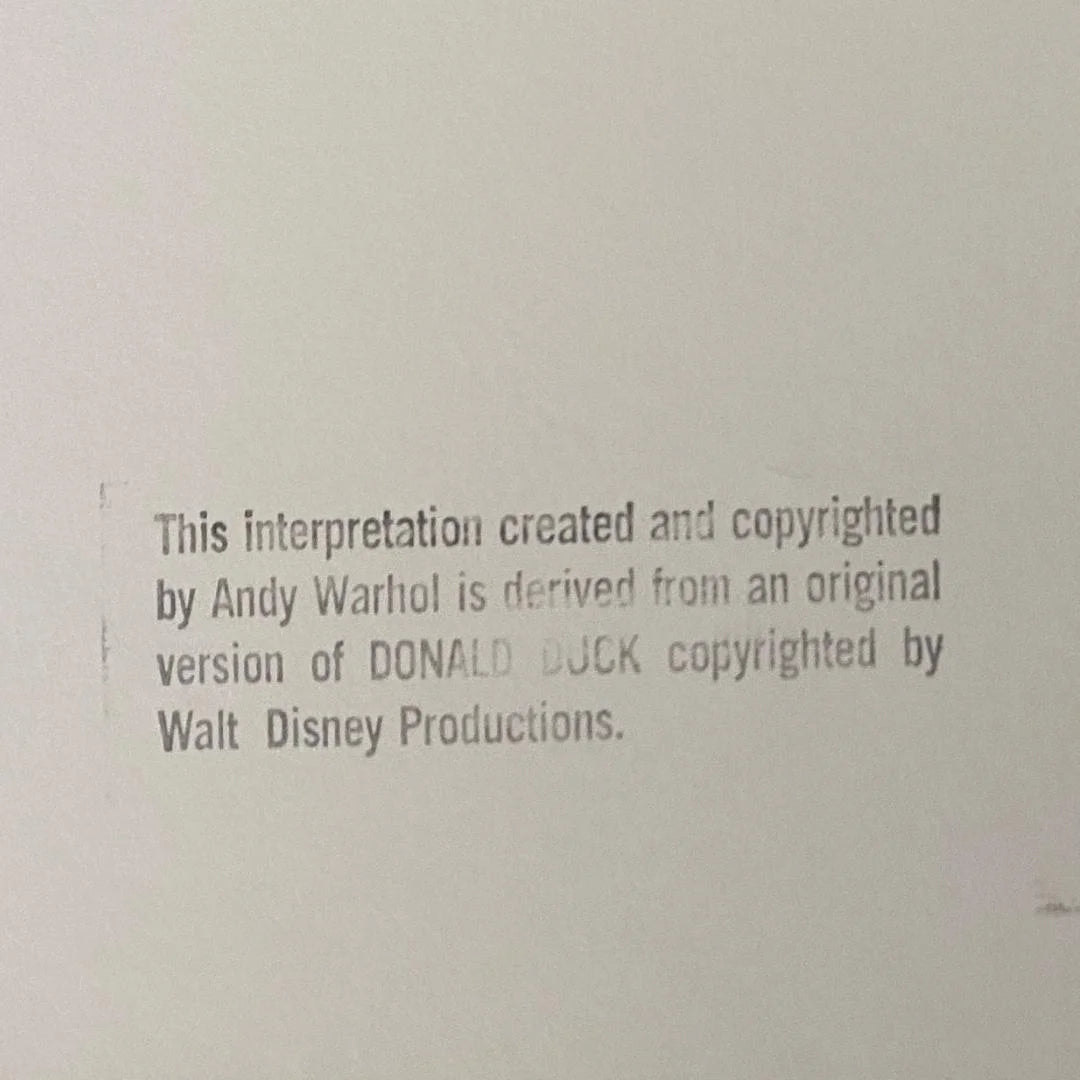 This interpretation created and copyrighted
by Andy Warhol is derived from an original
version of DONALD DUCK copyrighted by
Walt Disney Productions.